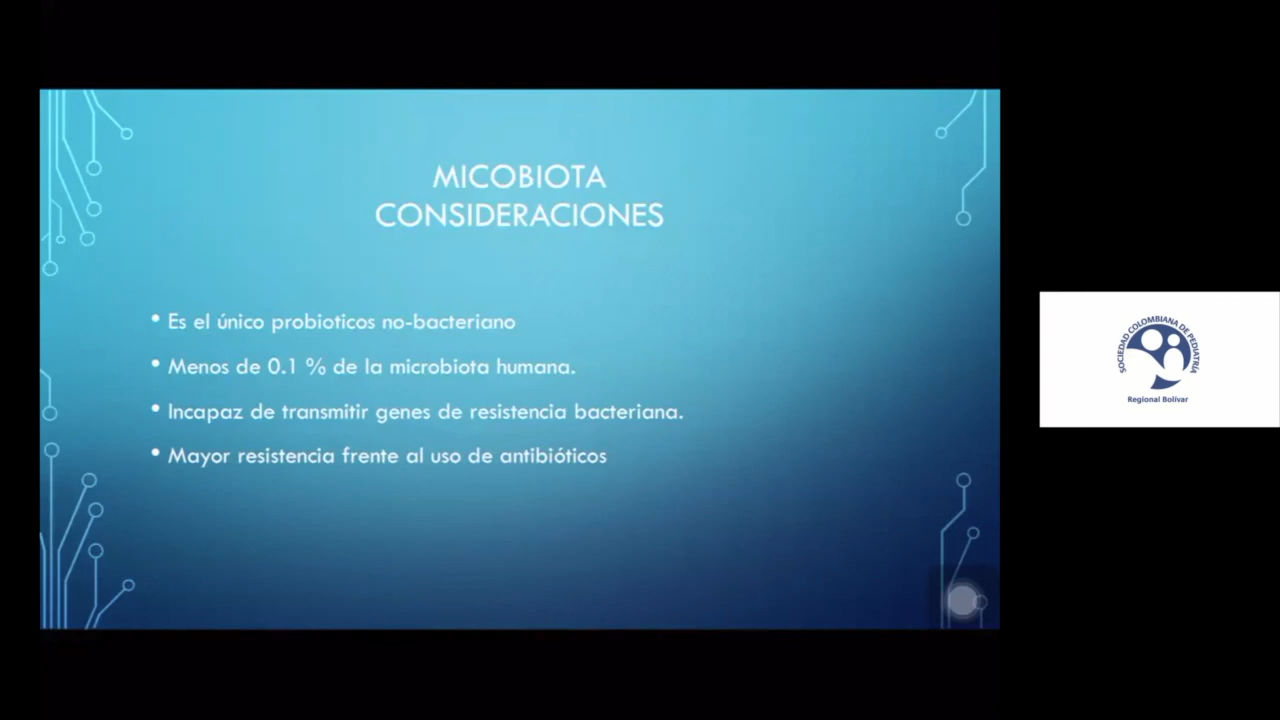 MICOBIOTA
CONSIDERACIONES
• Es el único probioticos no-bacteriano
• Menos de 0.1 % de la microbiota humana.
• Incapaz de transmitir genes de resistencia bacteriana.
• Mayor resistencia frente al uso de antibióticos
SOCIEDAD COLOMBIANA DE PEDIATRÍA
Regional Bolívar